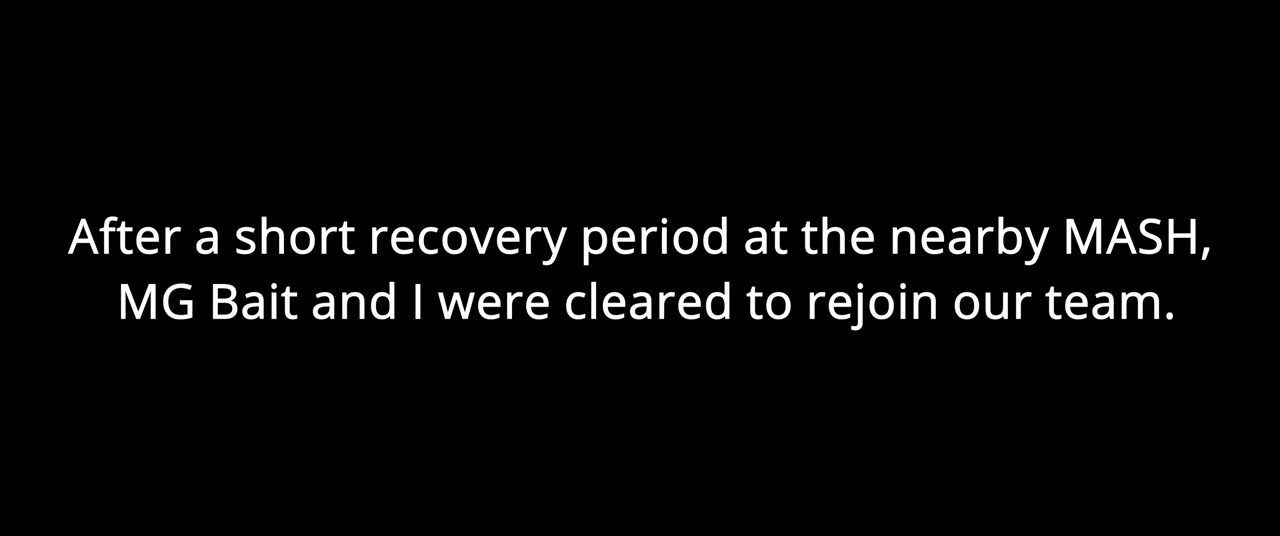 After a short recovery period at the nearby MASH,
MG Bait and I were cleared to rejoin our team.